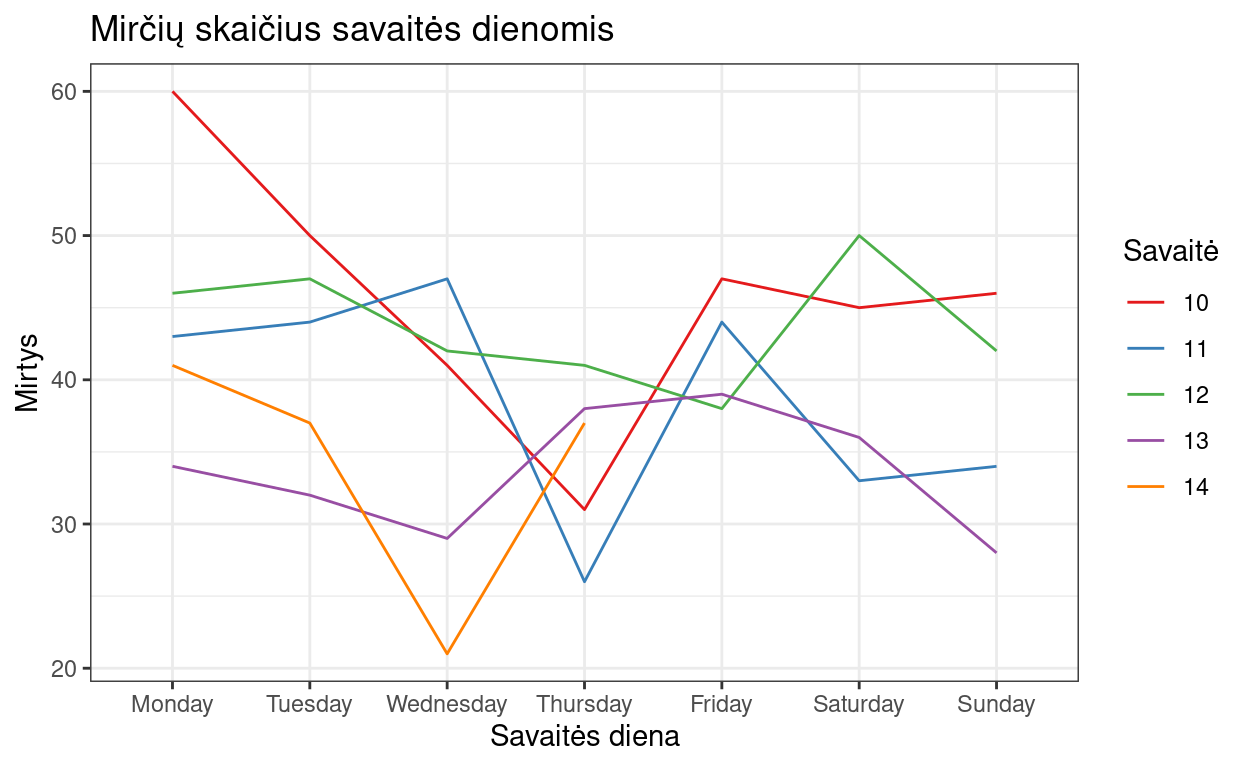 Mirčių skaičius savaitės dienomis
60
50
40
30
20
Mirtys
Monday Tuesday Wednesday Thursday Friday Saturday Sunday
Savaitės diena
Savaitė
10
11
12
13
14